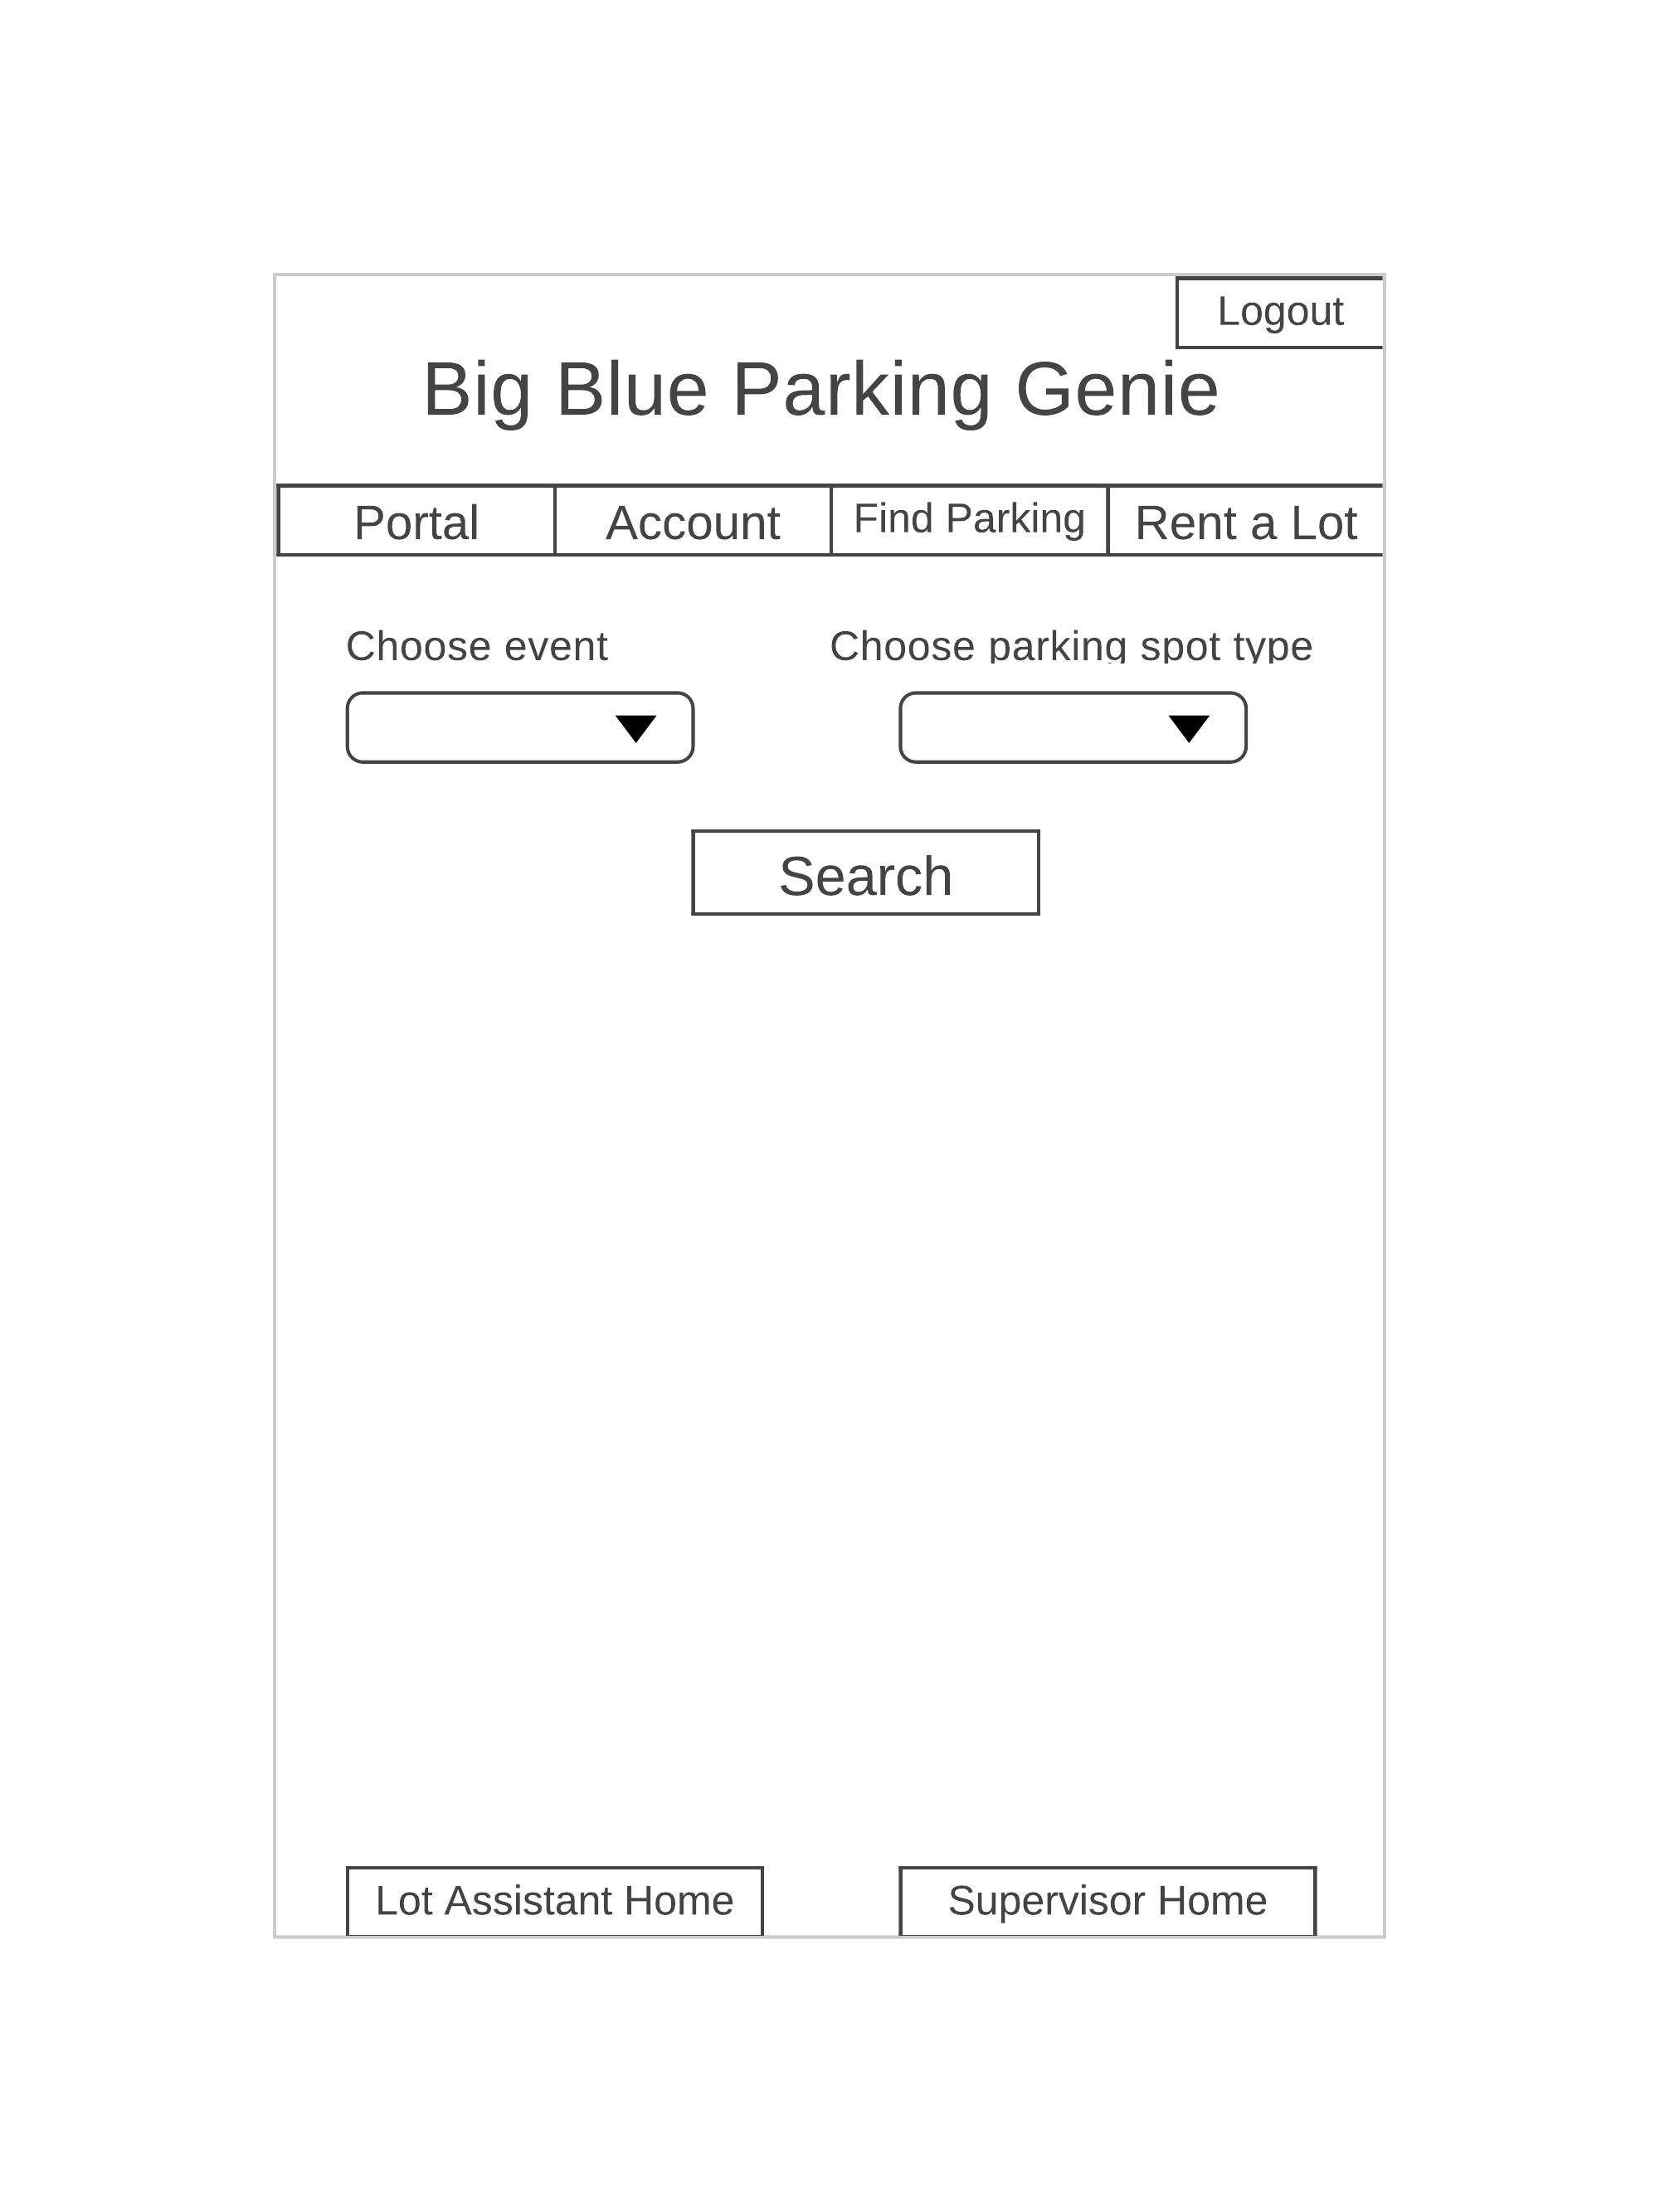 Logout
Big Blue Parking Genie
Portal Account Find Parking Rent a Lot
Choose event Choose parking spot type
Search
Lot Assistant Home Supervisor Home